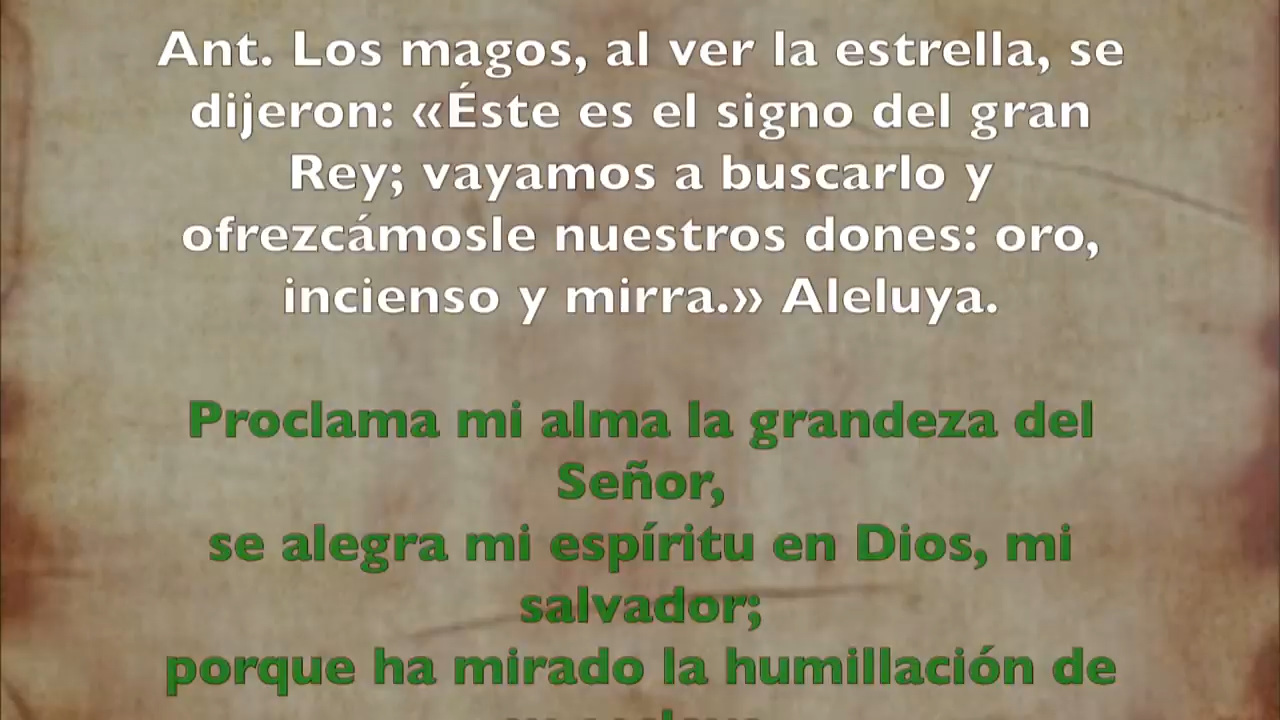 Ant. Los magos, al ver la estrella, se
dijeron: «Éste es el signo del gran
Rey; vayamos a buscarlo y
ofrezcámosle nuestros dones: oro,
incienso y mirra.» Aleluya.
Proclama mi alma la grandeza del
Señor,
se alegra mi espíritu en Dios, mi
salvador;
porque ha mirado la humillación de